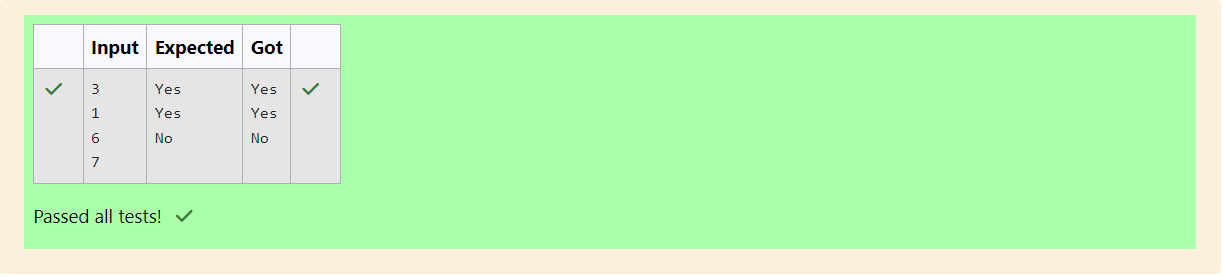 Input Expected Got
3 Yes Yes
1 Yes Yes
6 No No
7
Passed all tests!